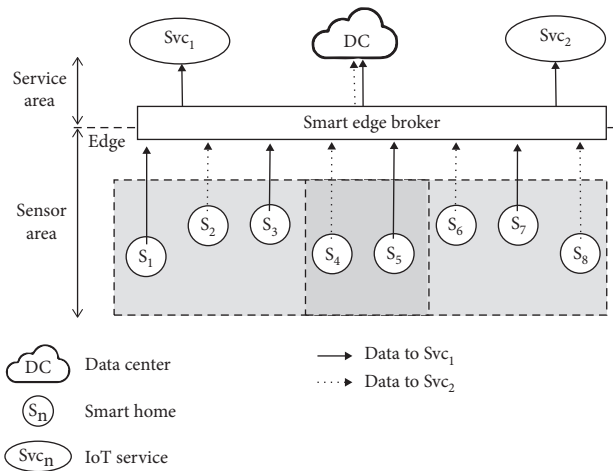 Svc1
DC
Svc2
Service
area
Smart edge broker
Edge
Sensor
area
S1
S2
S3
S4
S5
S6
S7
S8
DC
Data center
Data to Svc1
Data to Svc2
Sn
Smart home
Svcn
IoT service